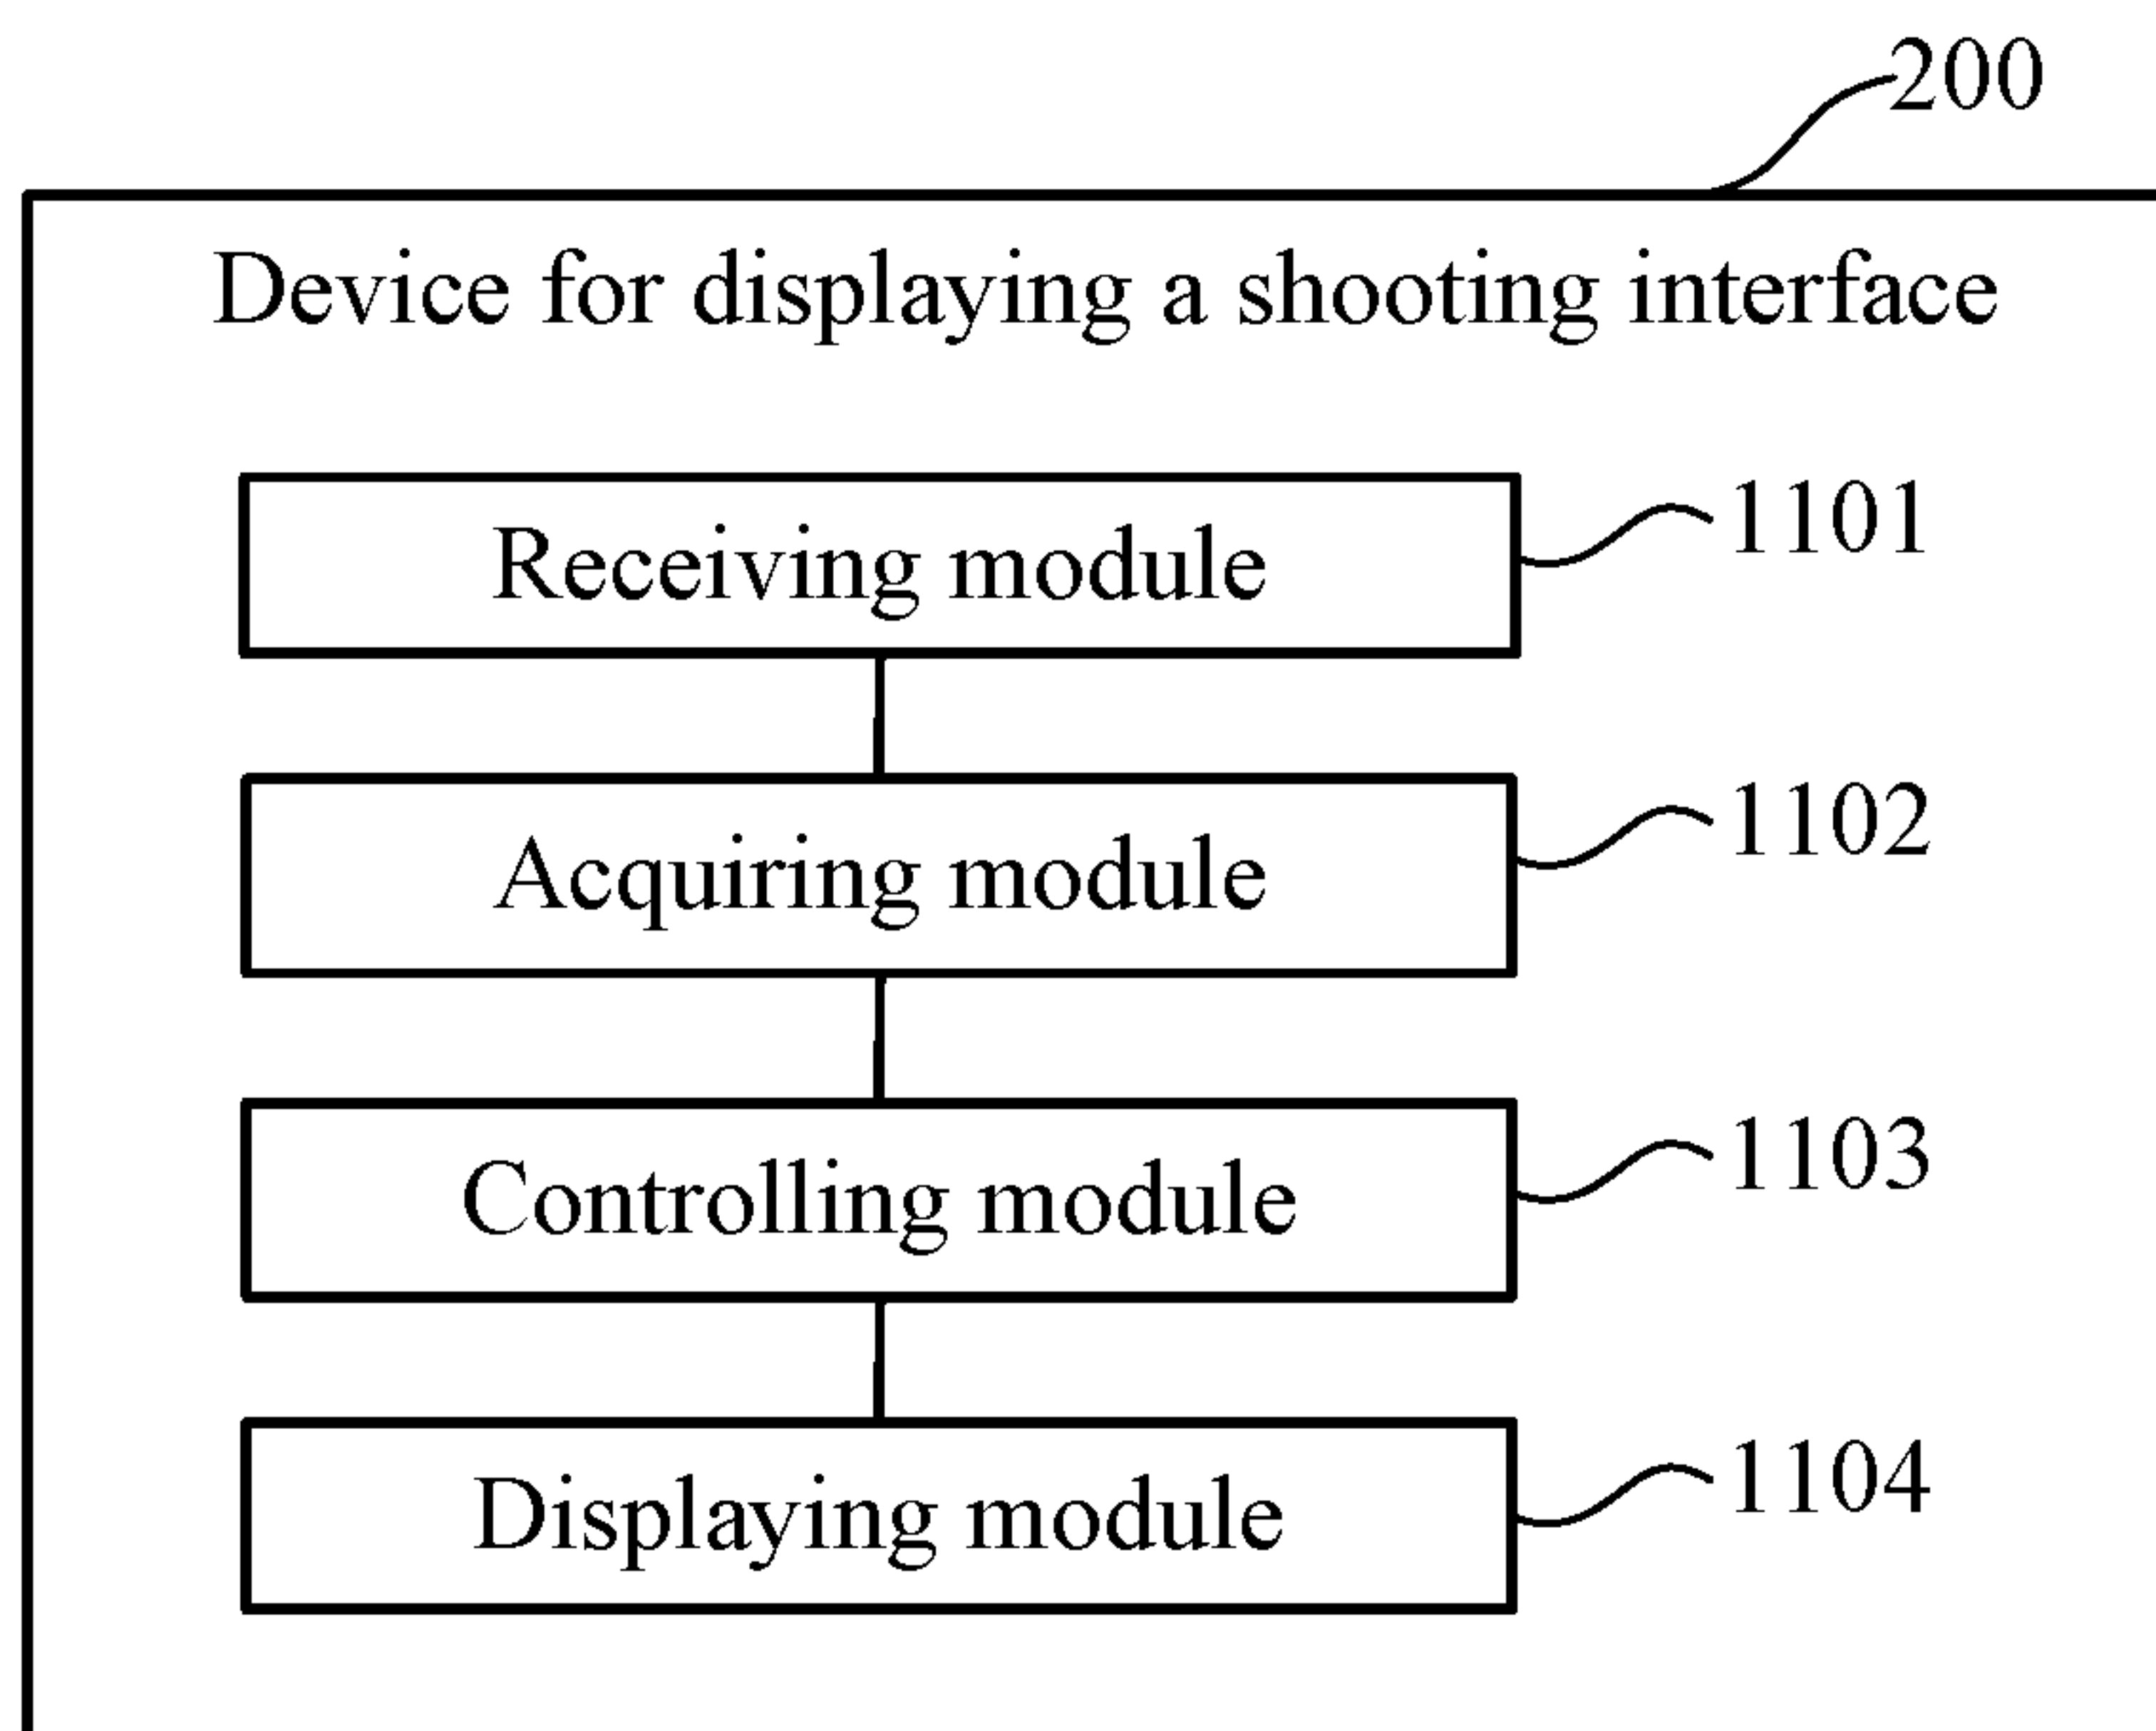 200
Device for displaying a shooting interface
Receiving module
1101
Acquiring module
1102
Controlling module
1103
Displaying module
1104